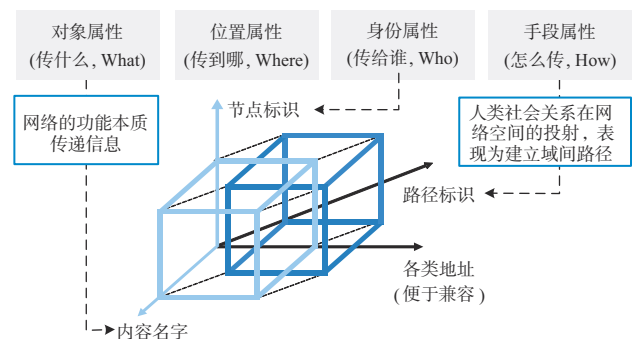 对象属性
(传什么, What)
位置属性
(传到哪, Where)
身份属性
(传给谁, Who)
手段属性
(怎么传, How)
网络的功能本质
传递信息
节点标识
人类社会关系在网
络空间的投射，表
现为建立域间路径
路径标识
各类地址
(便于兼容)
内容名字